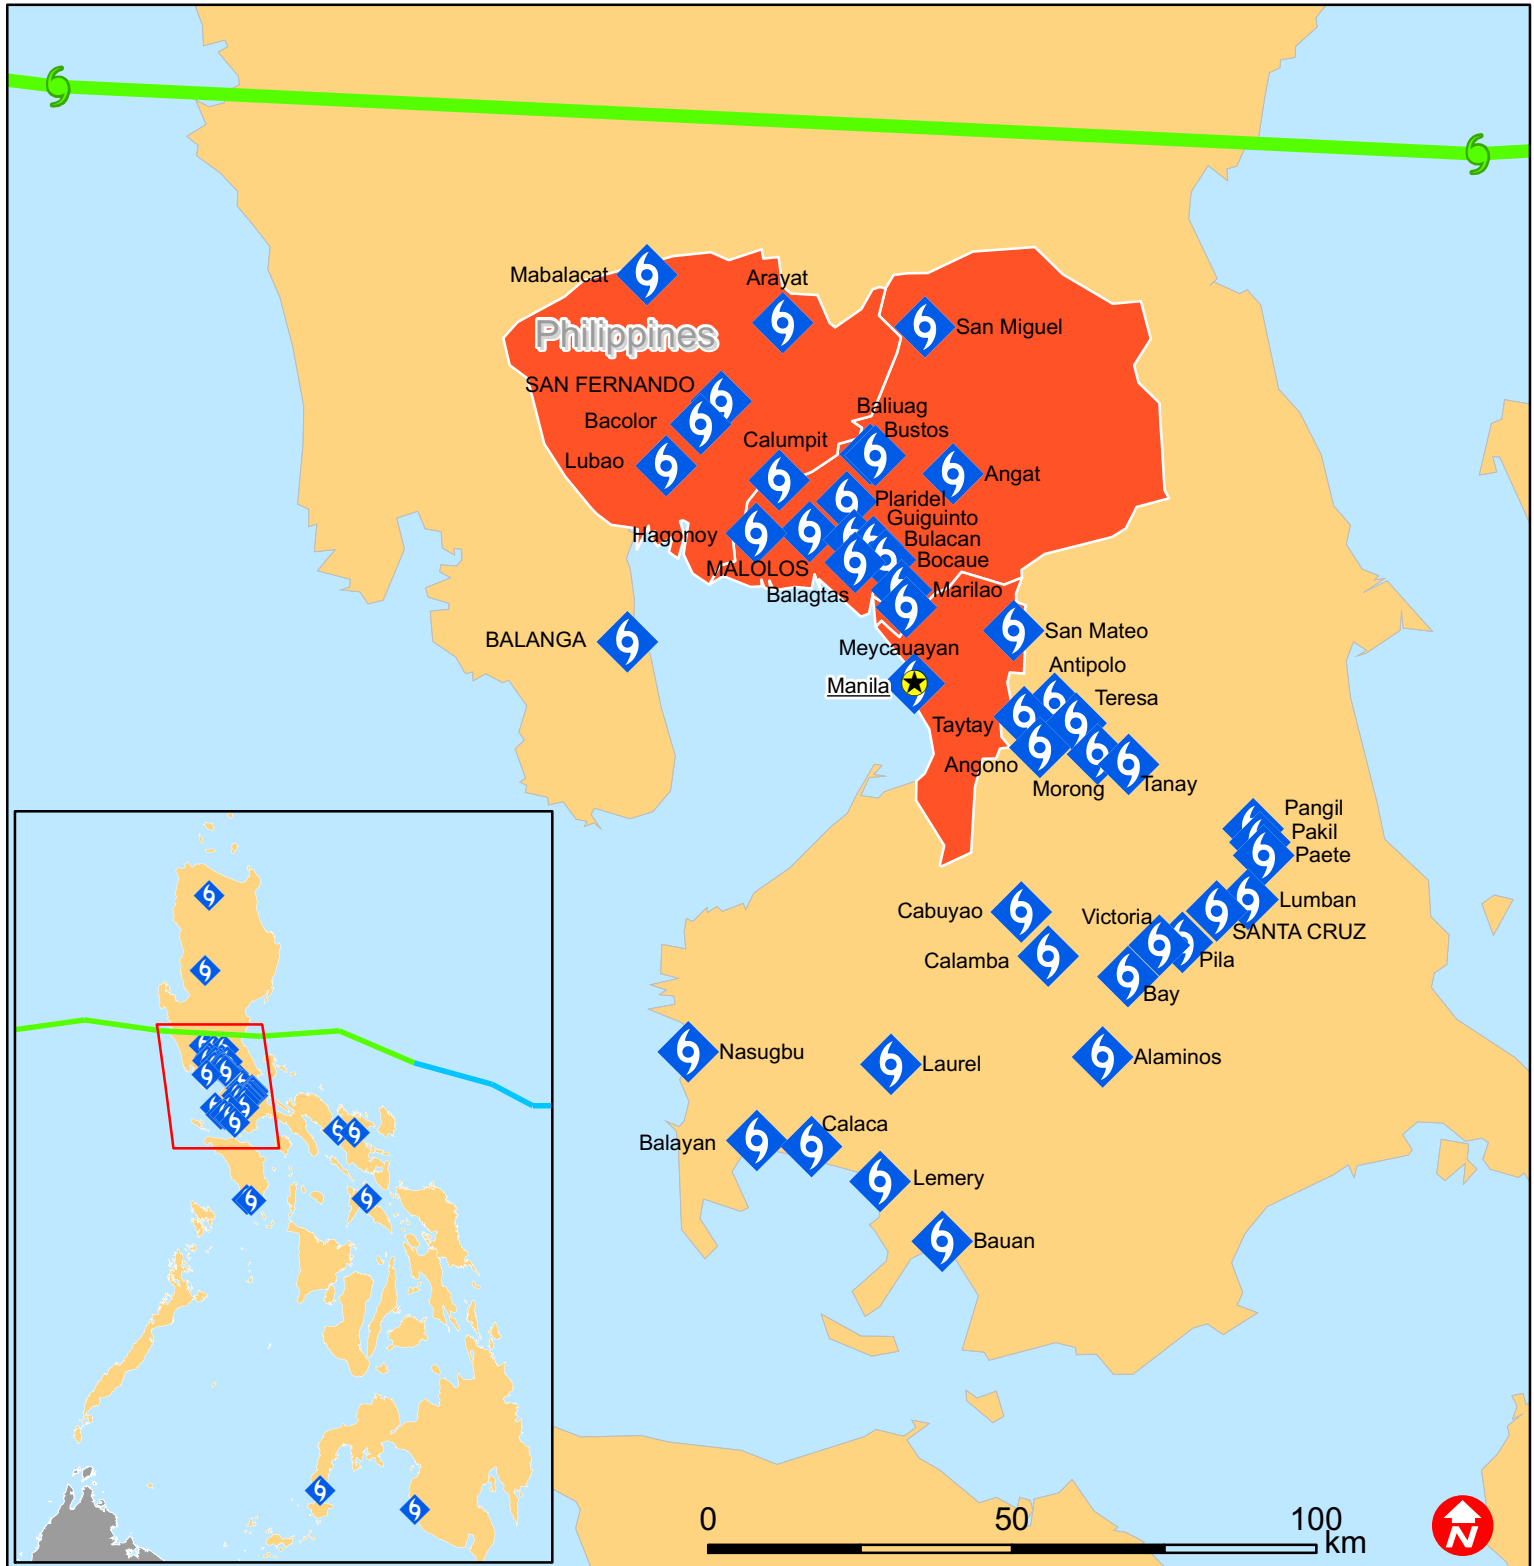 Mabalacat
Arayat
Philippines
San Miguel
SAN FERNANDO
Baliuag
Bacolor
Bustos
Calumpit
Lubao
Angat
Plaridel
Guiguinto
Hagonoy
Bulacan
Bocaue
MALOLOS
Marilao
Balagtas
San Mateo
BALANGA
Meycauayan
Antipolo
Manila
Teresa
Taytay
Angono
Morong
Tanay
Pangil
Pakil
Paete
Lumban
Cabuyao
Victoria
SANTA CRUZ
Calamba
Pila
Bay
Nasugbu
Laurel
Alaminos
Calaca
Balayan
Lemery
Bauan
0 50 100
km
N